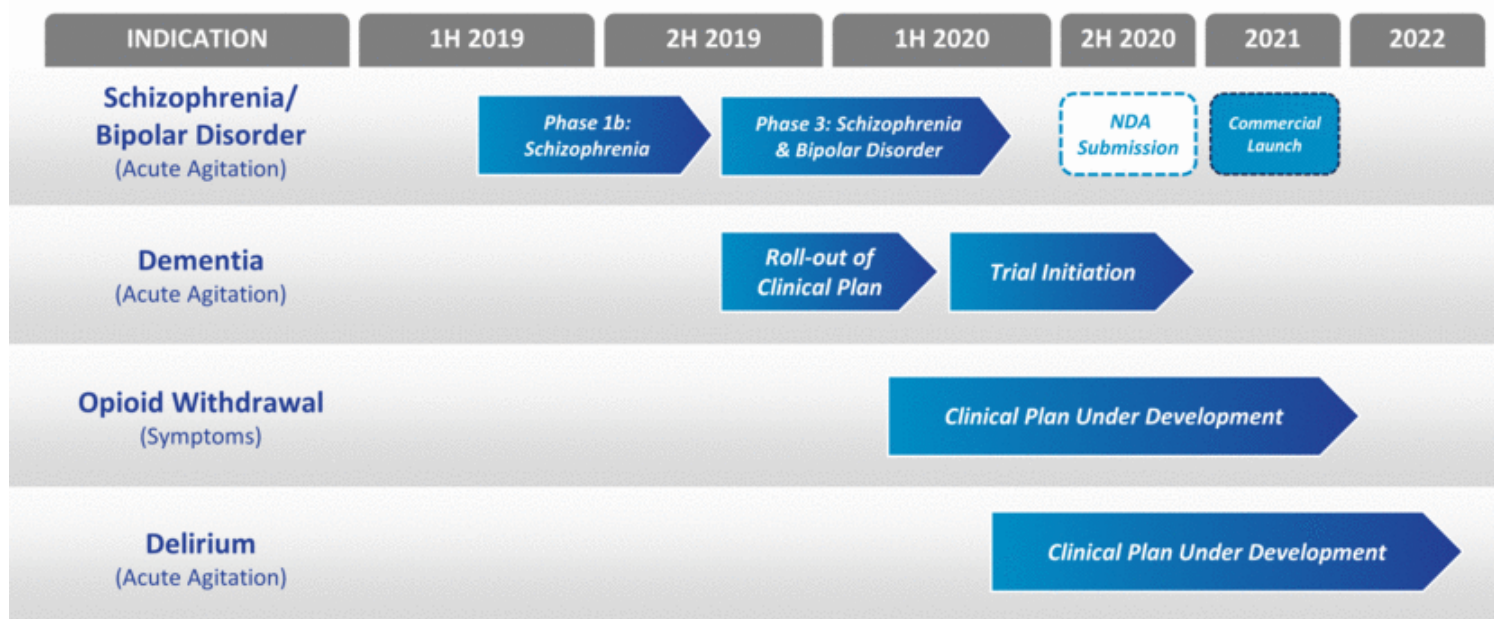 INDICATION 1H 2019 2H 2019 1H 2020 2H 2020 2021 2022
Schizophrenia/
Bipolar Disorder
(Acute Agitation)
Phase 1b:
Schizophrenia
Phase 3: Schizophrenia
& Bipolar Disorder
NDA
Submission
Commercial
Launch
Dementia
(Acute Agitation)
Roll-out of
Clinical Plan
Trial Initiation
Opioid Withdrawal
(Symptoms)
Clinical Plan Under Development
Delirium
(Acute Agitation)
Clinical Plan Under Development